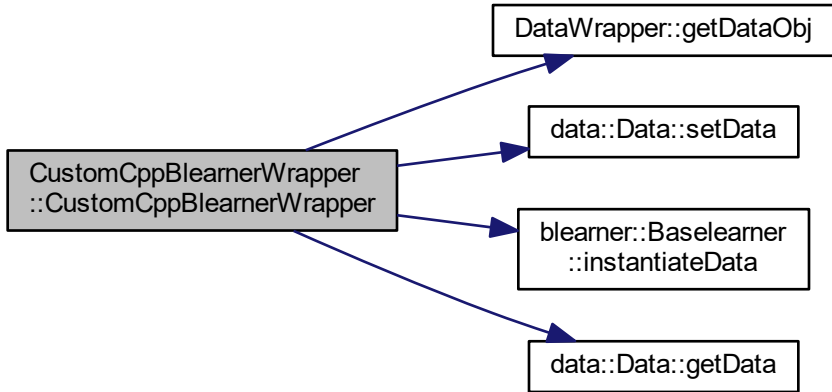 DataWrapper::getDataObj
data::Data::setData
CustomCppBlearnerWrapper
::CustomCppBlearnerWrapper
blearner::Baselearner
::instantiateData
data::Data::getData